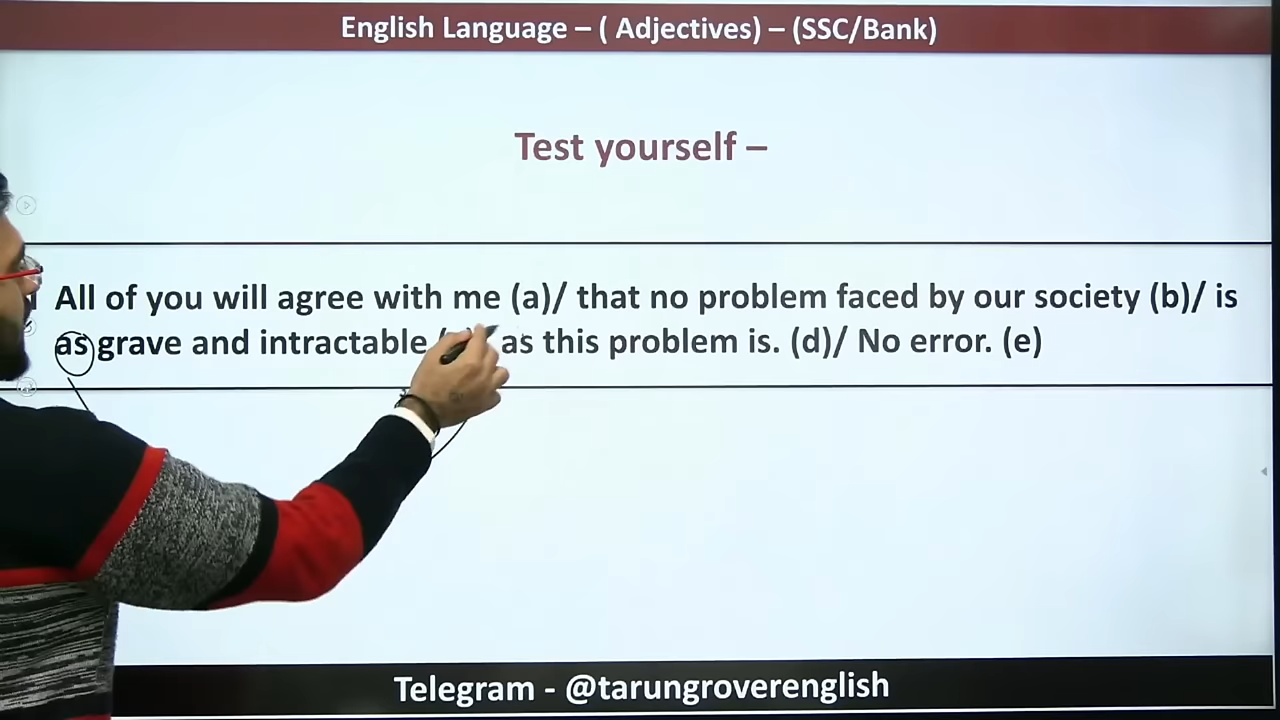 English Language – ( Adjectives) – (SSC/Bank)
Test yourself –
All of you will agree with me (a)/ that no problem faced by our society (b)/ is
as grave and intractable as this problem is. (d)/ No error. (e)
Telegram - @tarungroverenglish